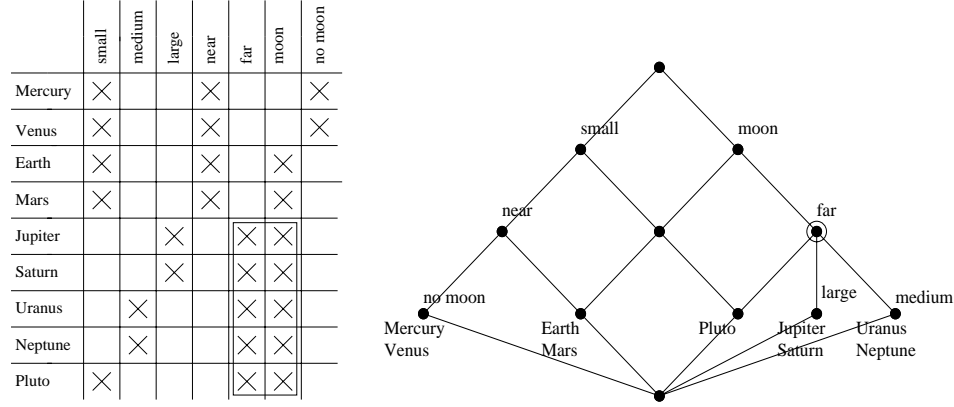 small
medium
large
near
far
moon
no moon
Mercury
Venus
Earth
Mars
Jupiter
Saturn
Uranus
Neptune
Pluto
small
moon
near
far
no moon
large
medium
Mercury
Venus
Earth
Mars
Pluto
Jupiter
Saturn
Uranus
Neptune